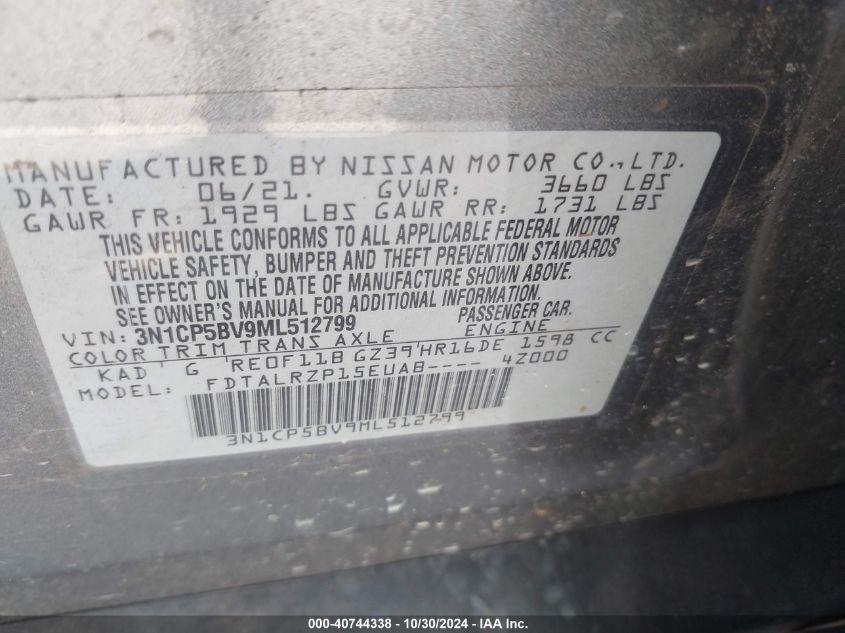 MANUFACTURED BY NISSAN MOTOR CO.,LTD.
DATE: 06/21. GVWR: 3660 LBS
GAWR FR: 1929 LBS GAWR RR: 1731 LBS
THIS VEHICLE CONFORMS TO ALL APPLICABLE FEDERAL MOTOR
VEHICLE SAFETY, BUMPER AND THEFT PREVENTION STANDARDS
IN EFFECT ON THE DATE OF MANUFACTURE SHOWN ABOVE.
SEE OWNER'S MANUAL FOR ADDITIONAL INFORMATION.
VIN: 3N1CP5BV9ML512799 PASSENGER CAR.
COLOR TRIM TRANS AXLE ENGINE
KAD G RE0F11B GZ39 HR16DE 1598 CC
MODEL: FDTALRZP15EUAB---- 4Z000
3N1CP5BV9ML512799
000-40744338 - 10/30/2024 - IAA Inc.